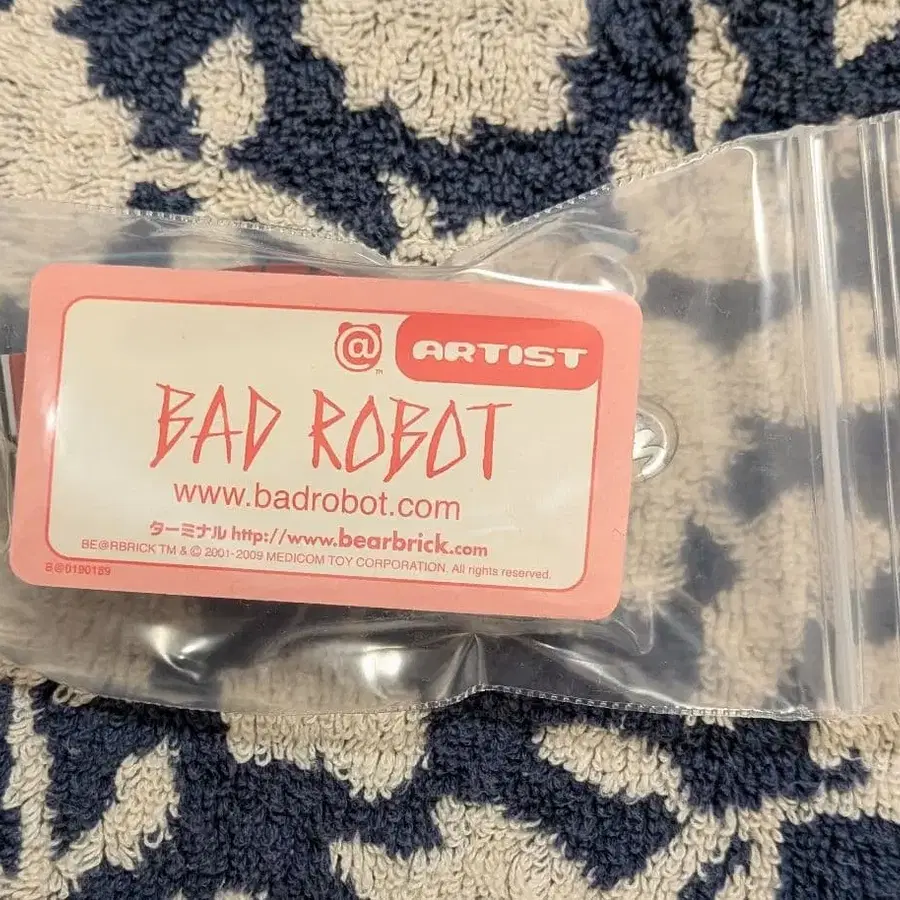 @ ARTIST
TM
BAD ROBOT
www.badrobot.com
ターミナル http://www.bearbrick.com
BE@RBRICK TM & © 2001-2009 MEDICOM TOY CORPORATION. All rights reserved.
B@0190189